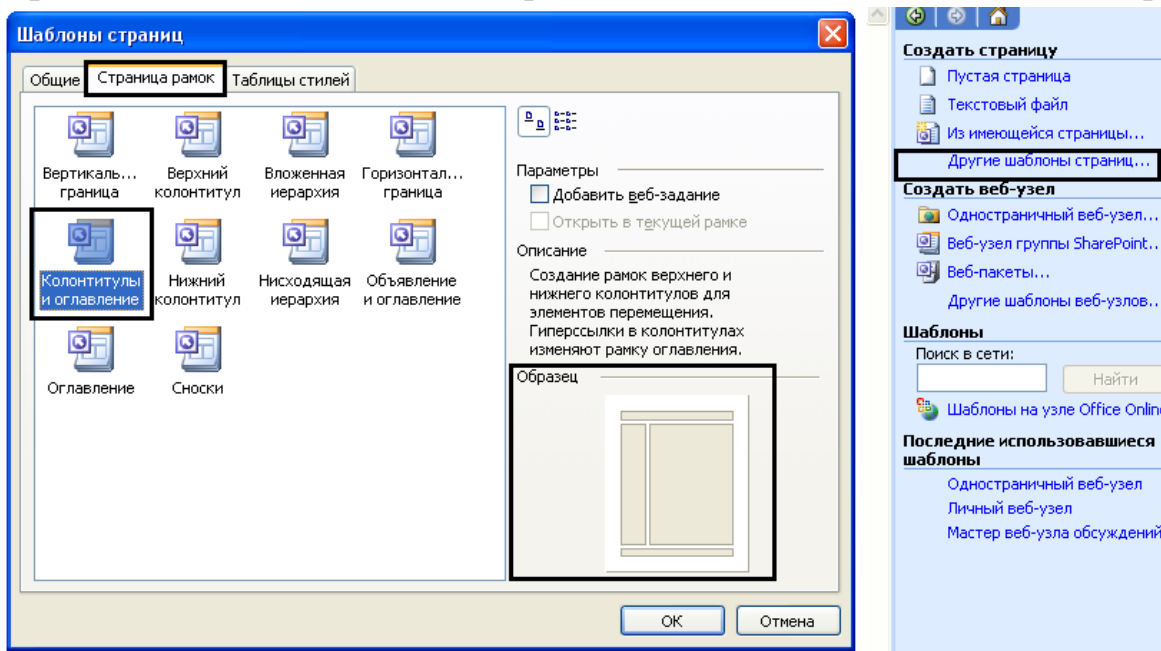 Шаблоны страниц
Общие
Страница рамок
Таблицы стилей
Вертикаль...
граница
Верхний
колонтитул
Вложенная
иерархия
Горизонтал...
граница
Колонтитулы
и оглавление
Нижний
колонтитул
Нисходящая
иерархия
Объявление
и оглавление
Оглавление
Сноски
Параметры
Добавить веб-задание
Открыть в текущей рамке
Описание
Создание рамок верхнего и
нижнего колонтитулов для
элементов перемещения.
Гиперссылки в колонтитулах
изменяют рамку оглавления.
Образец
ОК
Отмена
Создать страницу
Пустая страница
Текстовый файл
Из имеющейся страницы...
Другие шаблоны страниц...
Создать веб-узел
Одностраничный веб-узел...
Веб-узел группы SharePoint..
Веб-пакеты...
Другие шаблоны веб-узлов..
Шаблоны
Поиск в сети:
Найти
Шаблоны на узле Office Onlin
Последние использовавшиеся
шаблоны
Одностраничный веб-узел
Личный веб-узел
Мастер веб-узла обсуждений